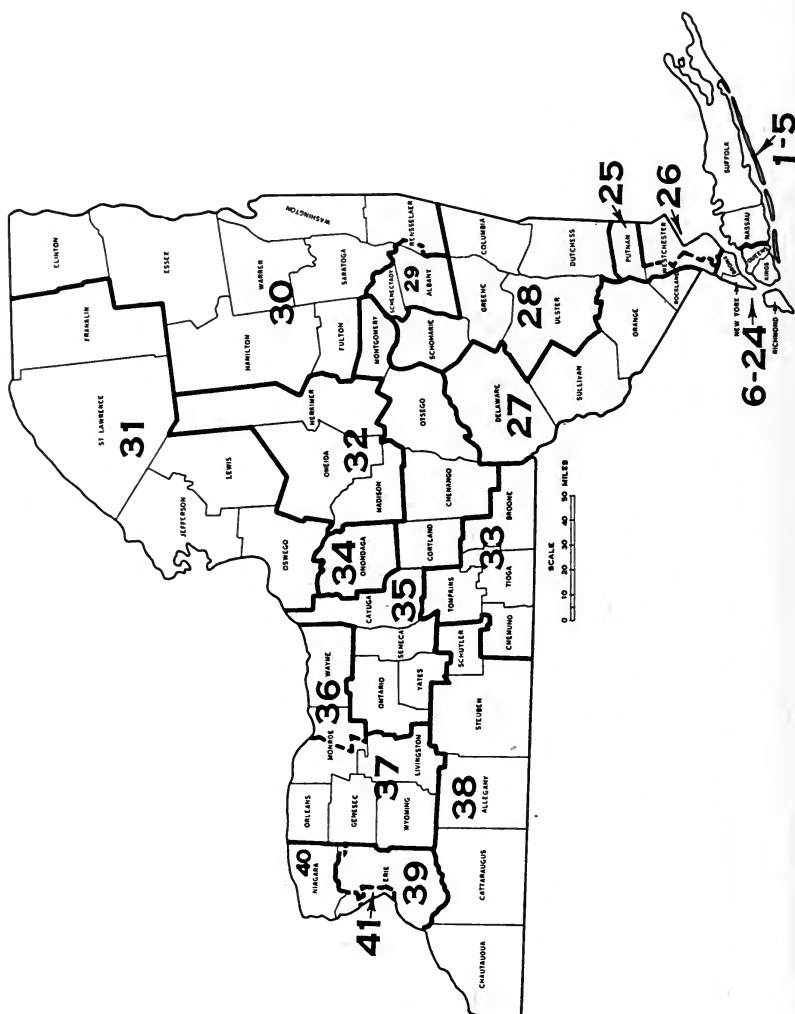 CLINTON
FRANKLIN
ST LAWRENCE
31
ESSEX
JEFFERSON
LEWIS
HAMILTON
WARREN
30
WASHINGTON
HERKIMER
OSWEGO
ONEIDA
32
FULTON
SARATOGA
40
NIAGARA
ORLEANS
MONROE
36
WAYNE
CAYUGA
34
ONONDAGA
MADISON
MONTGOMERY
SCHENECTADY
29
ALBANY
RENSSELAER
GENESEE
41
ERIE
39
WYOMING
37
LIVINGSTON
ONTARIO
YATES
SENECA
35
CORTLAND
CHENANGO
OTSEGO
SCHOHARIE
GREENE
COLUMBIA
CHAUTAUQUA
CATTARAUGUS
38
ALLEGANY
STEUBEN
SCHUYLER
TOMPKINS
CHEMUNG
TIOGA
33
BROOME
DELAWARE
27
28
ULSTER
DUTCHESS
SULLIVAN
ORANGE
PUTNAM
25
SCALE
0 10 20 30 40 50 MILES
ROCKLAND
WESTCHESTER
26
NEW YORK
6-24
BRONX
QUEENS
KINGS
RICHMOND
NASSAU
SUFFOLK
1-5